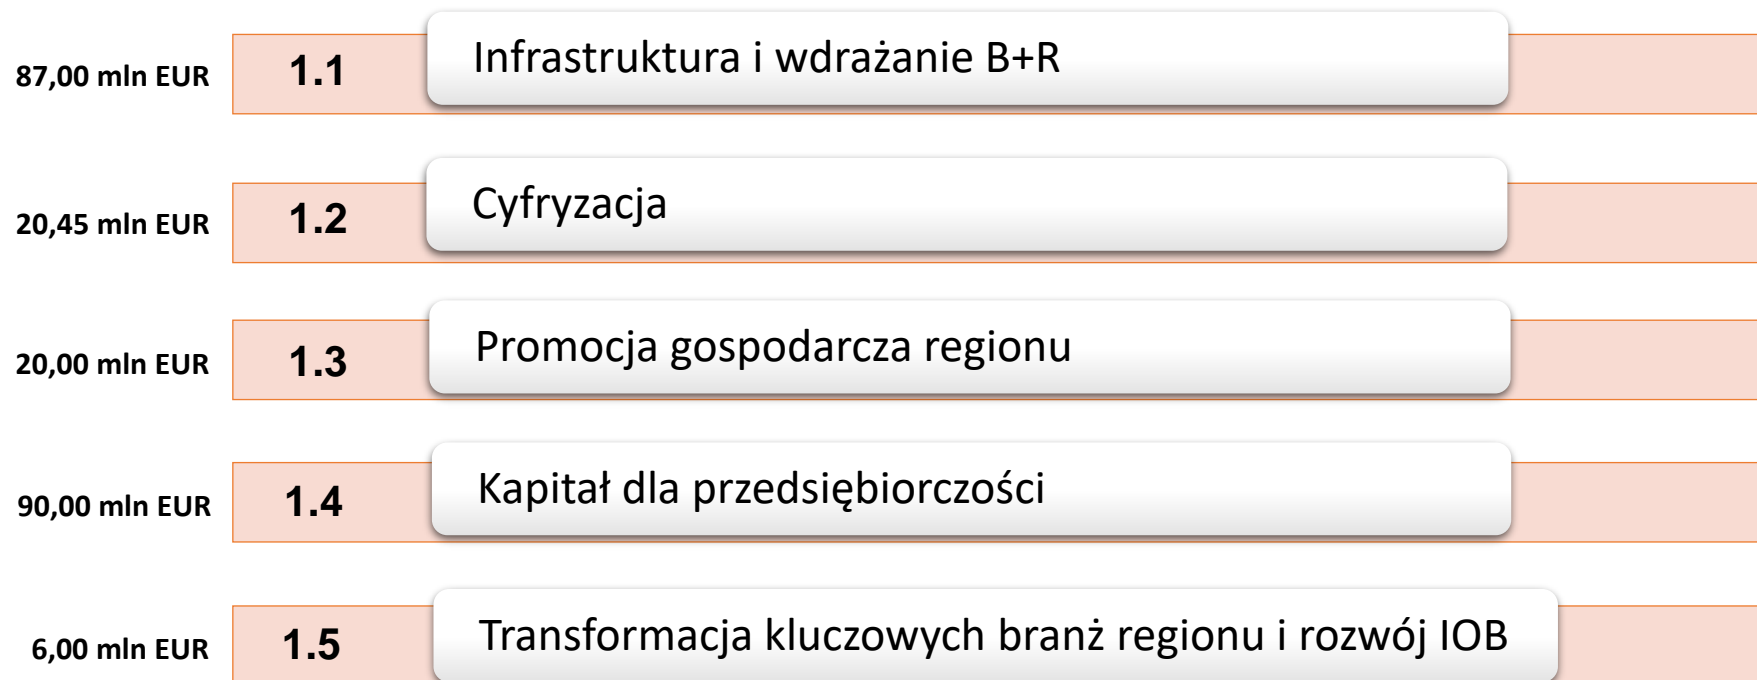 87,00 mln EUR 1.1 Infrastruktura i wdrażanie B+R
20,45 mln EUR 1.2 Cyfryzacja
20,00 mln EUR 1.3 Promocja gospodarcza regionu
90,00 mln EUR 1.4 Kapitał dla przedsiębiorczości
6,00 mln EUR 1.5 Transformacja kluczowych branż regionu i rozwój IOB